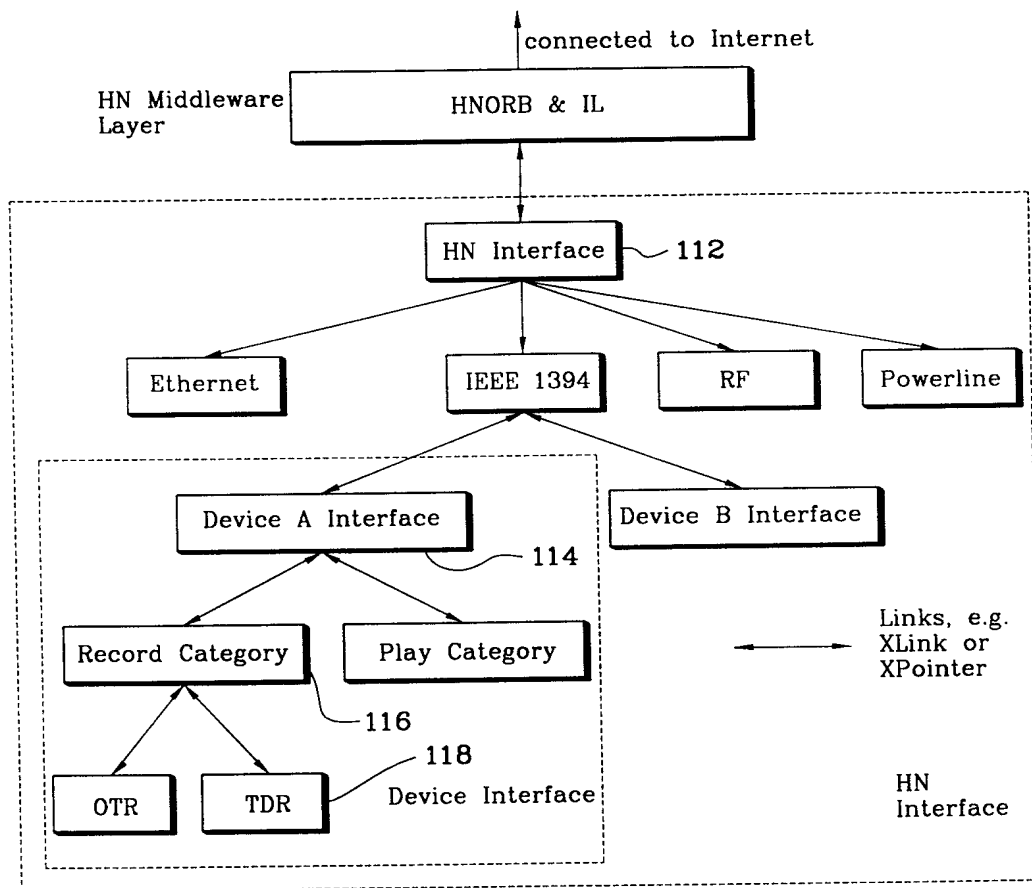 connected to Internet
HN Middleware
Layer
HNORB & IL
HN Interface
112
Ethernet
IEEE 1394
RF
Powerline
Device A Interface
Device B Interface
114
Record Category
Play Category
Links, e.g.
XLink or
XPointer
116
118
OTR
TDR
Device Interface
HN
Interface